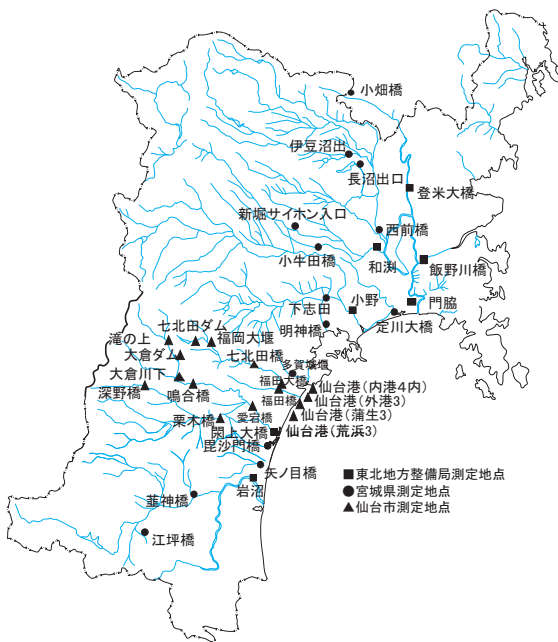 小畑橋
伊豆沼出
長沼出口
登米大橋
新堀サイホン入口
西前橋
小牛田橋
和渕
飯野川橋
下志田
小野
門脇
定川大橋
明神橋
七北田ダム
滝の上
福岡大堰
大倉ダム
七北田橋
多賀城堰
大倉川下
福田大橋
仙台港(内港4内)
深野橋
鳴合橋
福田橋
仙台港(外港3)
栗木橋
愛宕橋
仙台港(蒲生3)
閖上大橋
仙台港(荒浜3)
毘沙門橋
矢ノ目橋
岩沼
韮神橋
江坪橋
■東北地方整備局測定地点
●宮城県測定地点
▲仙台市測定地点